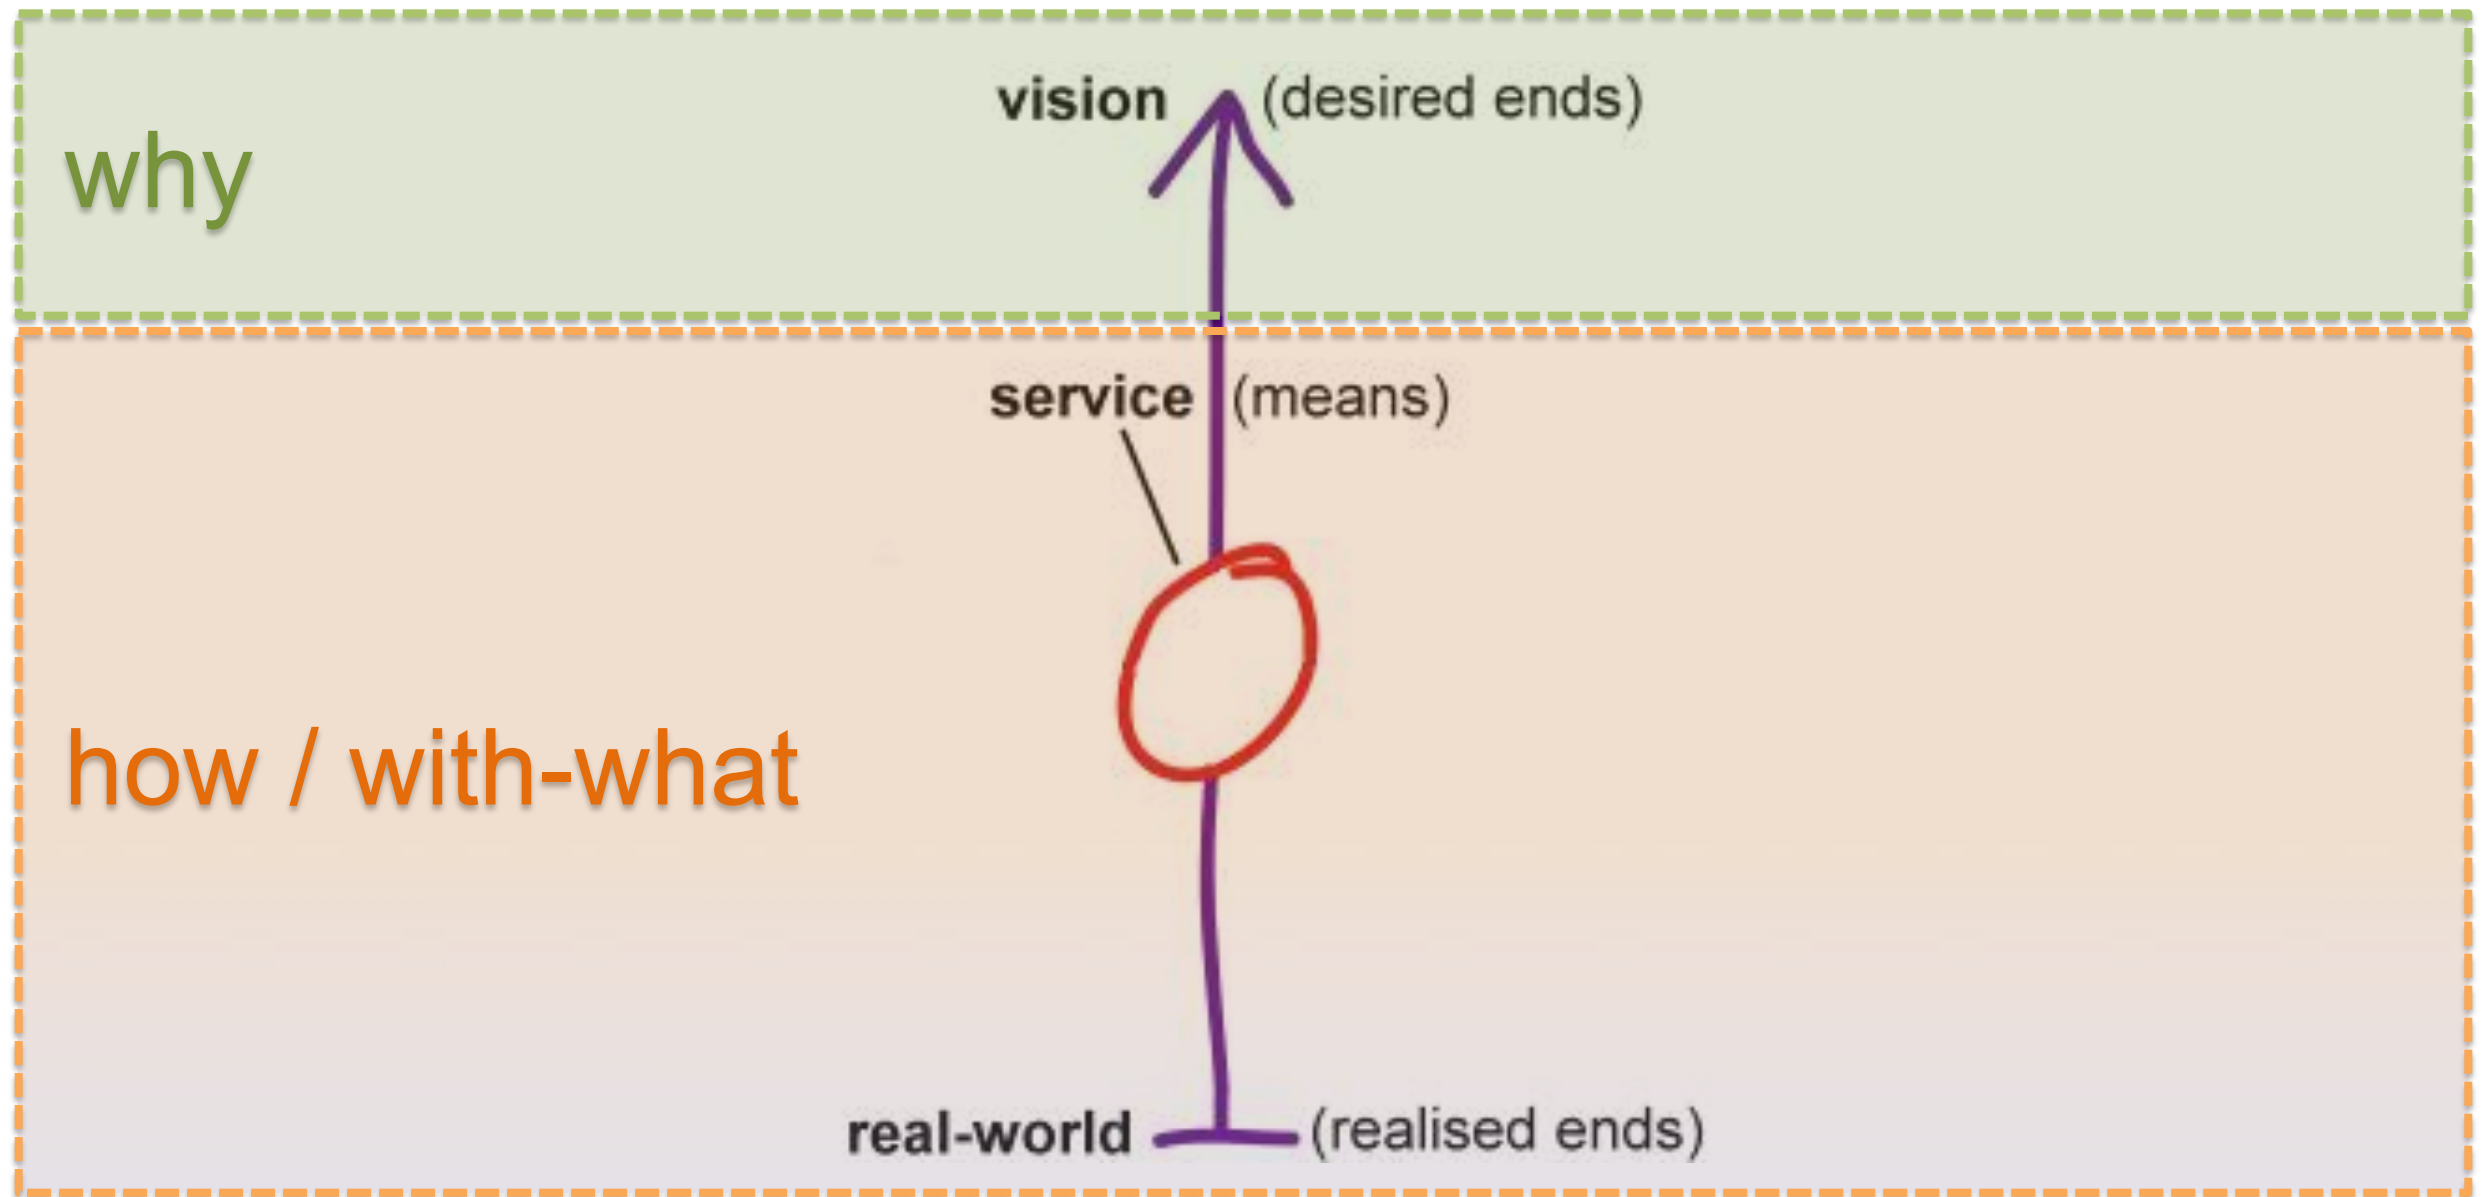 vision (desired ends)
why
service (means)
how / with-what
real-world (realised ends)